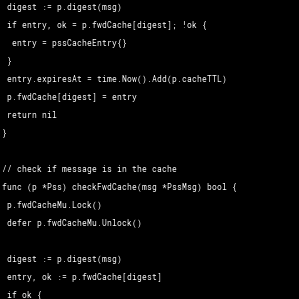 digest := p.digest(msg)
if entry, ok = p.fwdCache[digest]; !ok {
entry = pssCacheEntry{}
}
entry.expiresAt = time.Now().Add(p.cacheTTL)
p.fwdCache[digest] = entry
return nil
}
// check if message is in the cache
func (p *Pss) checkFwdCache(msg *PssMsg) bool {
p.fwdCacheMu.Lock()
defer p.fwdCacheMu.Unlock()
digest := p.digest(msg)
entry, ok := p.fwdCache[digest]
if ok {